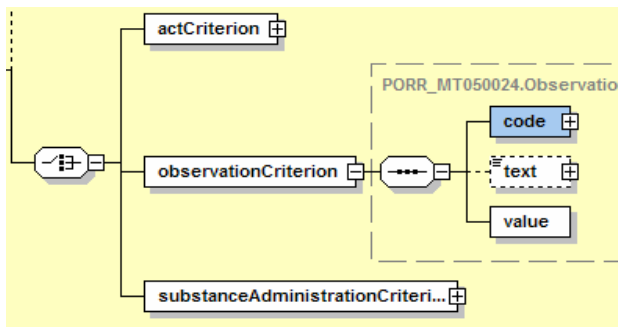 actCriterion
PORR_MT050024.Observatio
code
observationCriterion
text
value
substanceAdministrationCriteri...